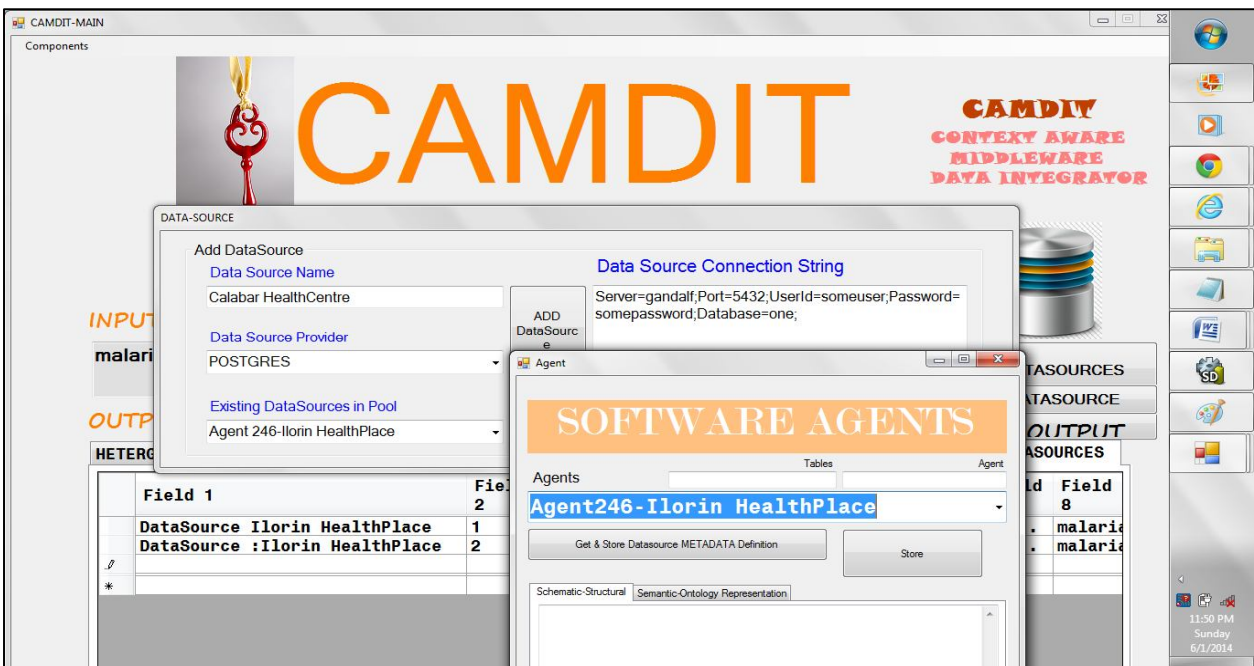 CAMDIT-MAIN
Components
CAMDIT
CAMDIT
CONTEXT AWARE
MIDDLEWARE
DATA INTEGRATOR
DATA-SOURCE
Add DataSource
Data Source Name
Calabar HealthCentre
Data Source Provider
POSTGRES
Existing DataSources in Pool
Agent 246-Ilorin HealthPlace
ADD
DataSourc
e
Data Source Connection String
Server=gandalf;Port=5432;UserId=someuser;Password=
somepassword;Database=one;
INPUT
malari
OUTP
TASOURCES
ATASOURCE
OUTPUT
HETERG
ASOURCES
Field 1
Fie
2
ld
Field
8
DataSource Ilorin HealthPlace 1
. malaria
DataSource :Ilorin HealthPlace 2
. malaria
Agent
SOFTWARE AGENTS
Tables
Agent
Agents
Agent246-Ilorin HealthPlace
Get & Store Datasource METADATA Definition
Store
Schematic-Structural
Semantic-Ontology Representation
SD
11:50 PM
Sunday
6/1/2014